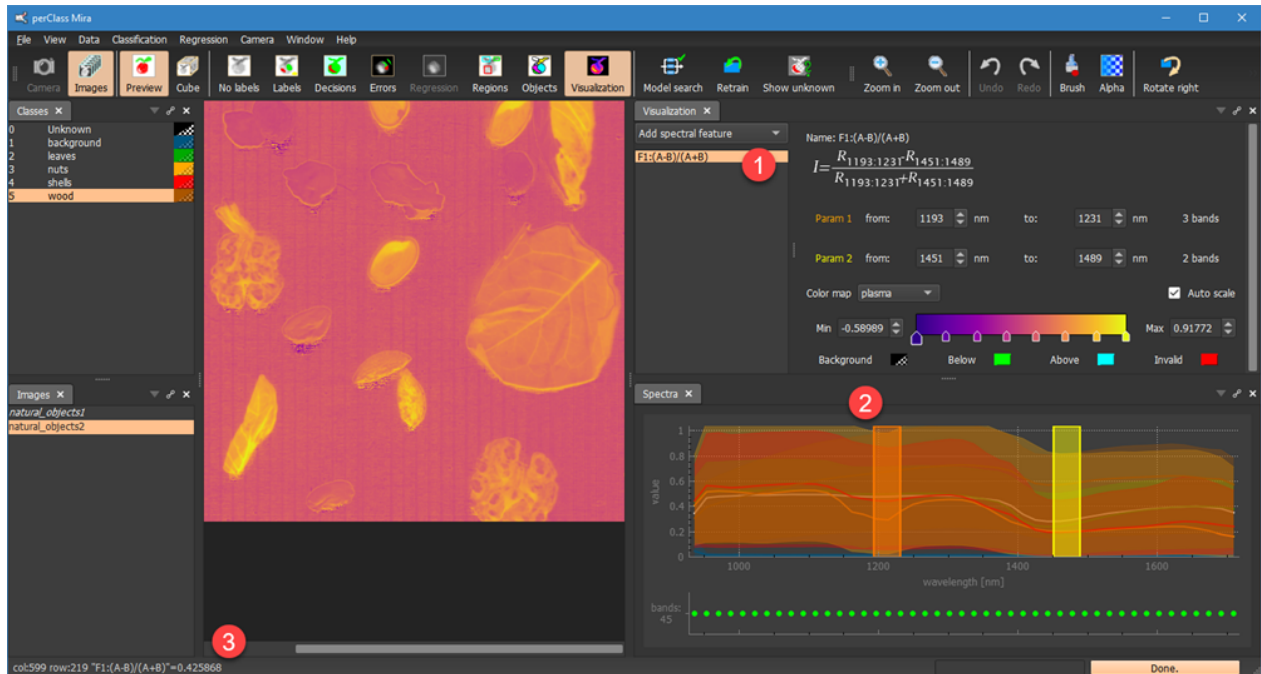 perClass Mira
File View Data Classification Regression Camera Window Help
Camera Images Preview Cube No labels Labels Decisions Errors Regression Regions Objects Visualization Model search Retrain Show unknown Zoom in Zoom out Undo Redo Brush Alpha Rotate right
Classes
0 Unknown
1 background
2 leaves
3 nuts
4 shells
5 wood
Images
natural_objects1
natural_objects2
Visualization
Add spectral feature
F1:(A-B)/(A+B)
1
Name: F1:(A-B)/(A+B)
I= R1193:1231-R1451:1489
R1193:1231+R1451:1489
Param 1 from: 1193 nm to: 1231 nm 3 bands
Param 2 from: 1451 nm to: 1489 nm 2 bands
Color map plasma Auto scale
Min -0.58989 Max 0.91772
Background Below Above Invalid
Spectra
2
1
0.8
0.6
0.4
0.2
0
value
1000 1200 1400 1600
wavelength [nm]
bands:
45
3
col:599 row:219 "F1:(A-B)/(A+B)"=0.425868
Done.